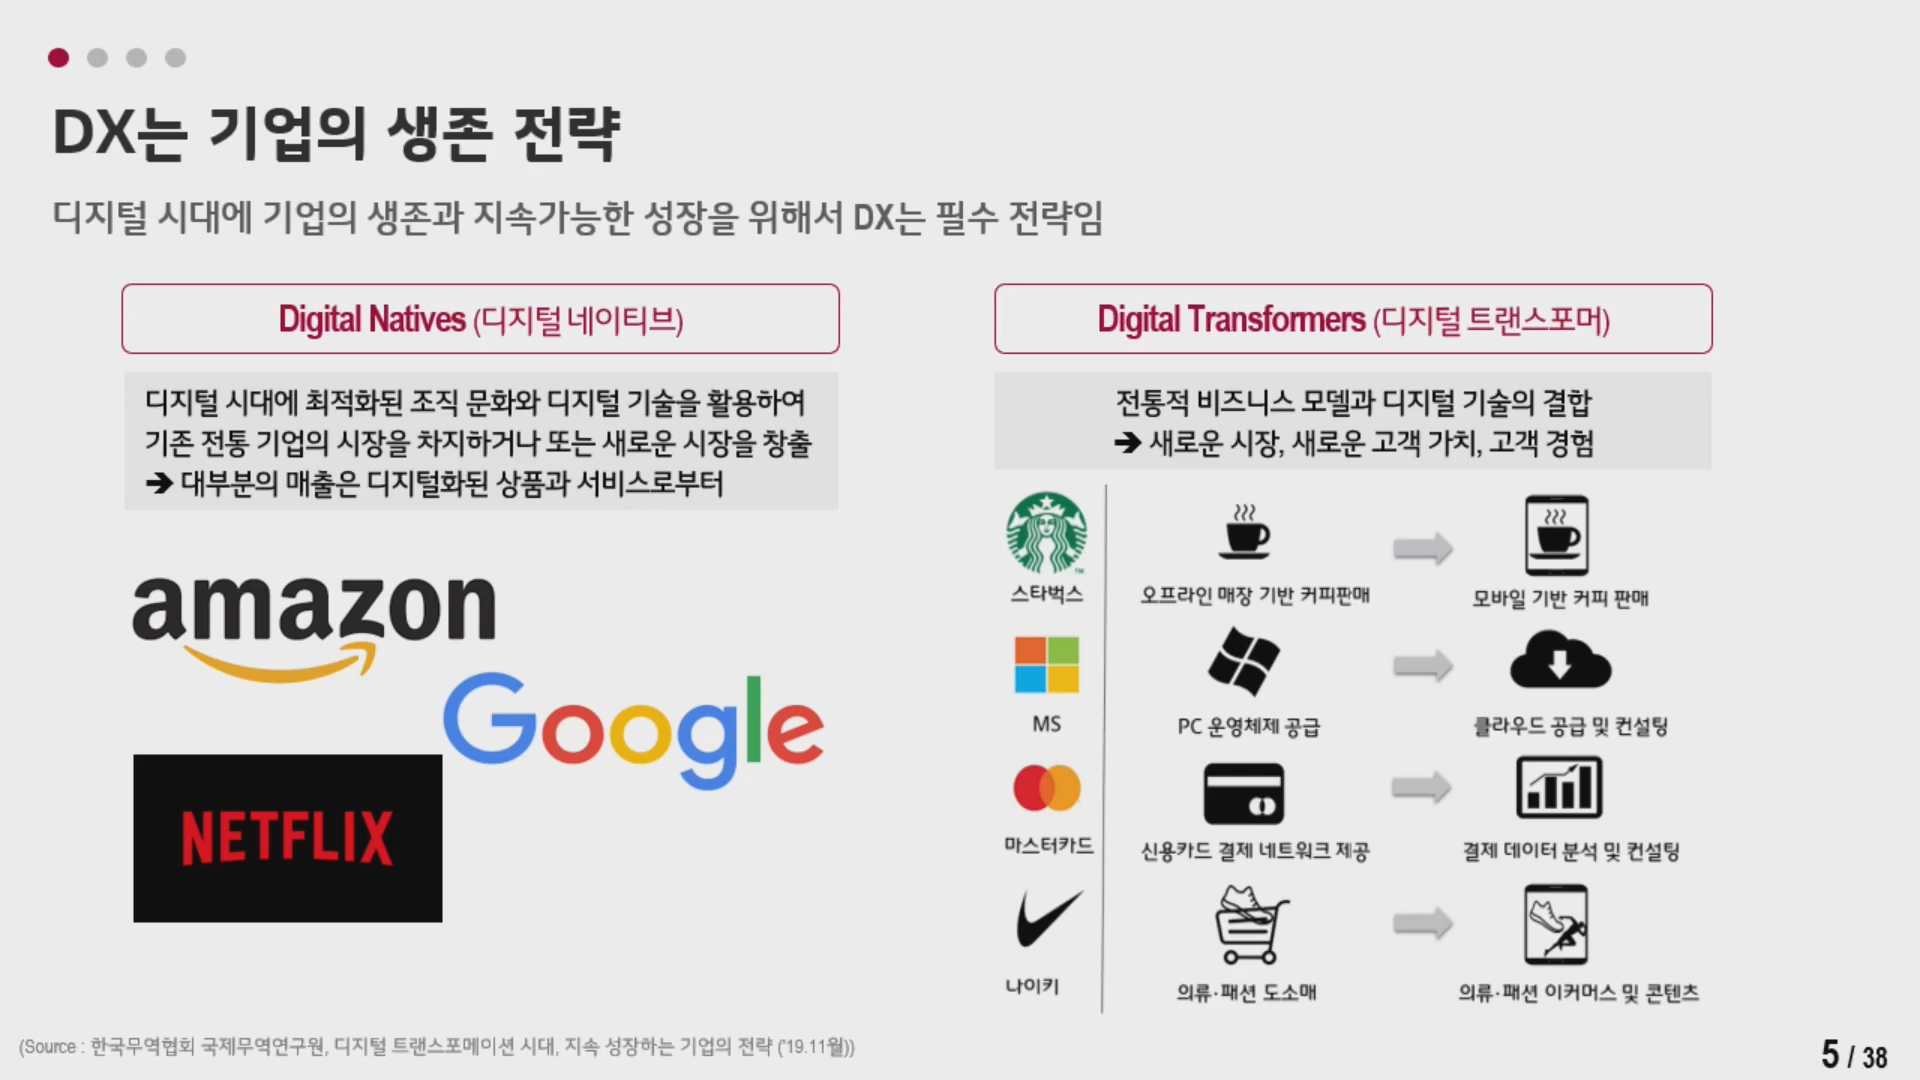 DX는 기업의 생존 전략
디지털 시대에 기업의 생존과 지속가능한 성장을 위해서 DX는 필수 전략임
Digital Natives (디지털 네이티브)
디지털 시대에 최적화된 조직 문화와 디지털 기술을 활용하여
기존 전통 기업의 시장을 차지하거나 또는 새로운 시장을 창출
➔ 대부분의 매출은 디지털화된 상품과 서비스로부터
amazon
Google
NETFLIX
Digital Transformers (디지털 트랜스포머)
전통적 비즈니스 모델과 디지털 기술의 결합
➔ 새로운 시장, 새로운 고객 가치, 고객 경험
TM
스타벅스
오프라인 매장 기반 커피판매
모바일 기반 커피 판매
MS
PC 운영체제 공급
클라우드 공급 및 컨설팅
마스터카드
신용카드 결제 네트워크 제공
결제 데이터 분석 및 컨설팅
나이키
의류·패션 도소매
의류·패션 이커머스 및 콘텐츠
(Source : 한국무역협회 국제무역연구원, 디지털 트랜스포메이션 시대, 지속 성장하는 기업의 전략 ('19.11월))
5 / 38